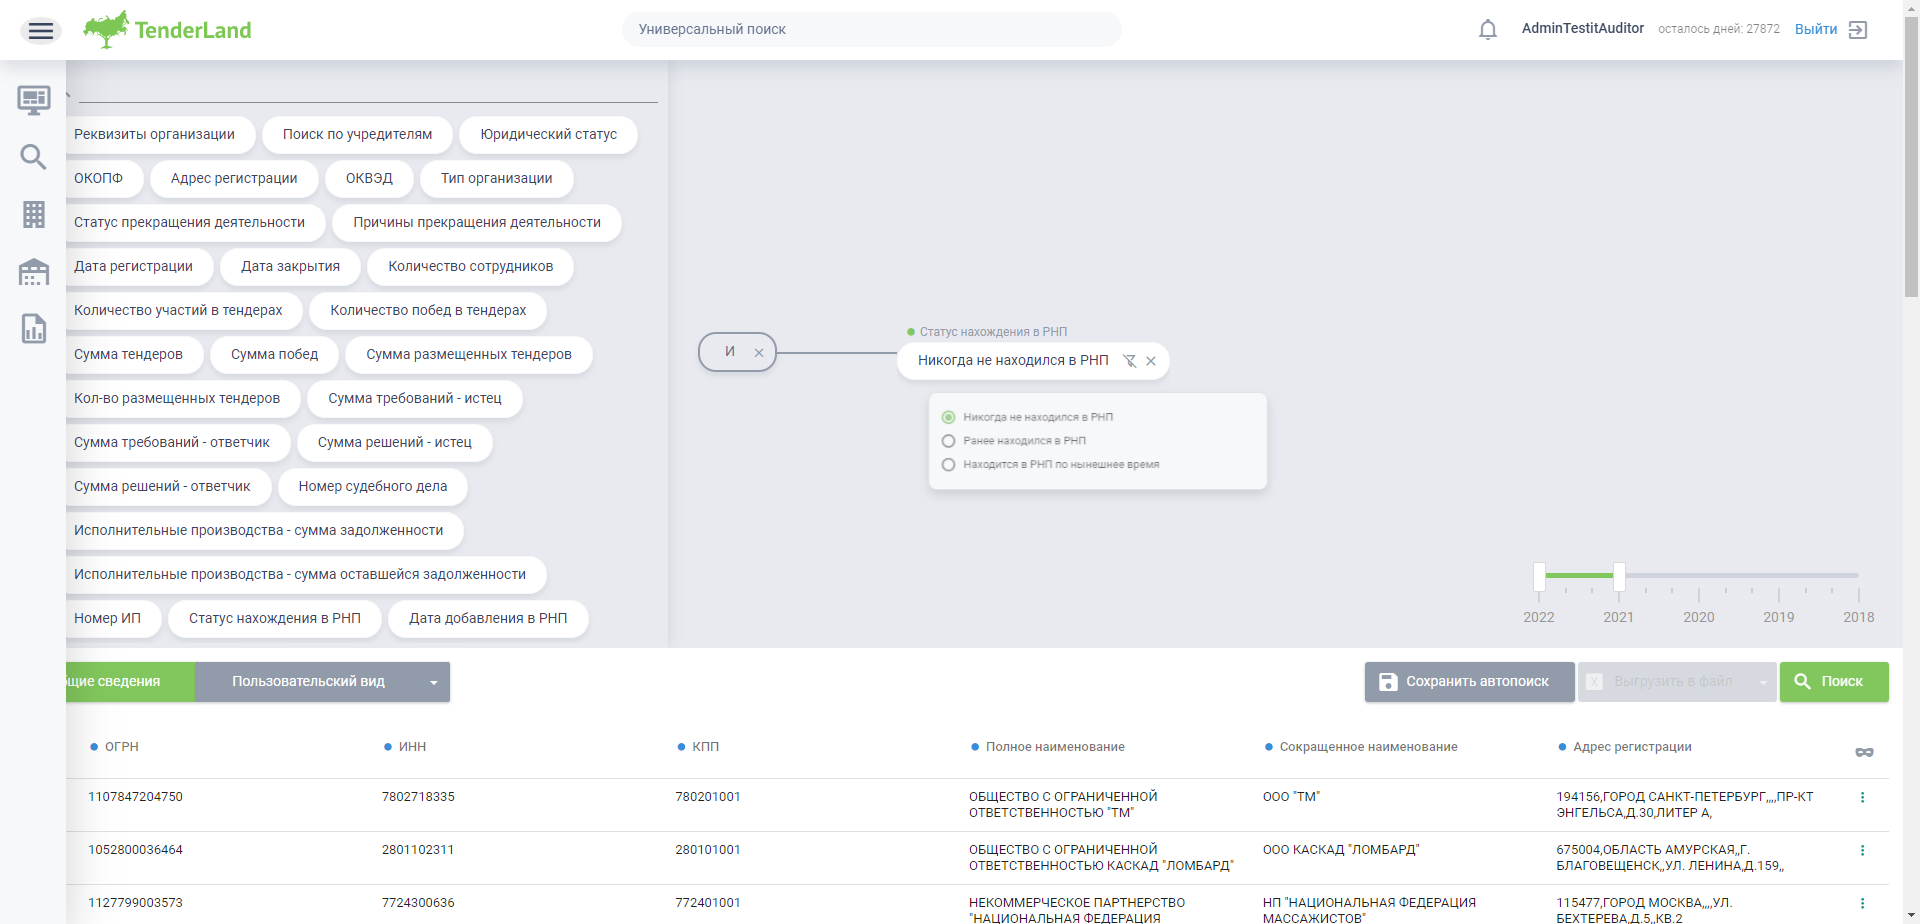 TenderLand
Универсальный поиск
AdminTestitAuditor
осталось дней: 27872
Выйти
Реквизиты организации
Поиск по учредителям
Юридический статус
ОКОПФ
Адрес регистрации
ОКВЭД
Тип организации
Статус прекращения деятельности
Причины прекращения деятельности
Дата регистрации
Дата закрытия
Количество сотрудников
Количество участий в тендерах
Количество побед в тендерах
Сумма тендеров
Сумма побед
Сумма размещенных тендеров
Кол-во размещенных тендеров
Сумма требований - истец
Сумма требований - ответчик
Сумма решений - истец
Сумма решений - ответчик
Номер судебного дела
Исполнительные производства - сумма задолженности
Исполнительные производства - сумма оставшейся задолженности
Номер ИП
Статус нахождения в РНП
Дата добавления в РНП
И
Статус нахождения в РНП
Никогда не находился в РНП
Никогда не находился в РНП
Ранее находился в РНП
Находится в РНП по нынешнее время
2022 2021 2020 2019 2018
бщие сведения
Пользовательский вид
Сохранить автопоиск
X Выгрузить в файл
Поиск
ОГРН ИНН КПП Полное наименование Сокращенное наименование Адрес регистрации
1107847204750 7802718335 780201001 ОБЩЕСТВО С ОГРАНИЧЕННОЙ ООО "ТМ" 194156,ГОРОД САНКТ-ПЕТЕРБУРГ,,,,ПР-КТ
ОТВЕТСТВЕННОСТЬЮ "ТМ" ЭНГЕЛЬСА,Д.30,ЛИТЕР А,
1052800036464 2801102311 280101001 ОБЩЕСТВО С ОГРАНИЧЕННОЙ ООО КАСКАД "ЛОМБАРД" 675004,ОБЛАСТЬ АМУРСКАЯ,,Г.
ОТВЕТСТВЕННОСТЬЮ КАСКАД "ЛОМБАРД" БЛАГОВЕЩЕНСК,,УЛ. ЛЕНИНА,Д.159,,
1127799003573 7724300636 772401001 НЕКОММЕРЧЕСКОЕ ПАРТНЕРСТВО НП "НАЦИОНАЛЬНАЯ ФЕДЕРАЦИЯ 115477,ГОРОД МОСКВА,,,,УЛ.
"НАЦИОНАЛЬНАЯ ФЕДЕРАЦИЯ МАССАЖИСТОВ" БЕХТЕРЕВА,Д.5,,КВ.2